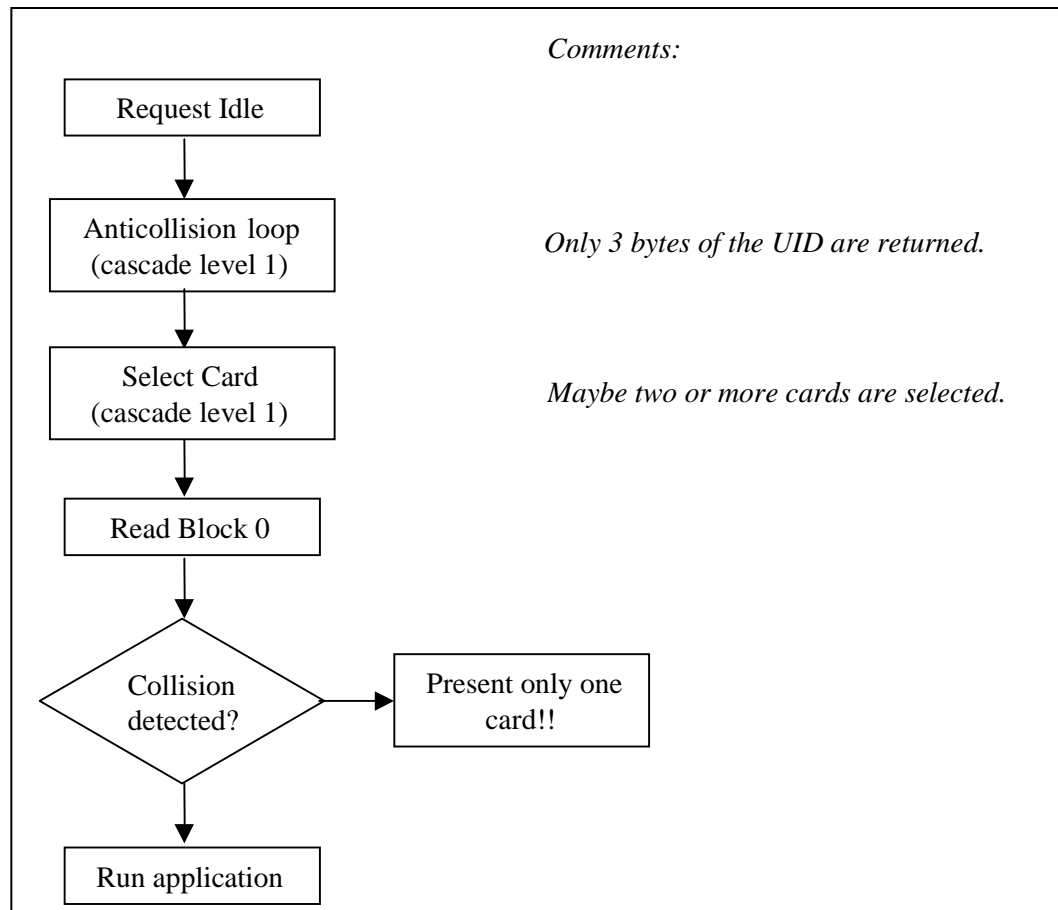 Comments:
Request Idle
Anticollision loop
(cascade level 1)
Only 3 bytes of the UID are returned.
Select Card
(cascade level 1)
Maybe two or more cards are selected.
Read Block 0
Collision
detected?
Present only one
card!!
Run application